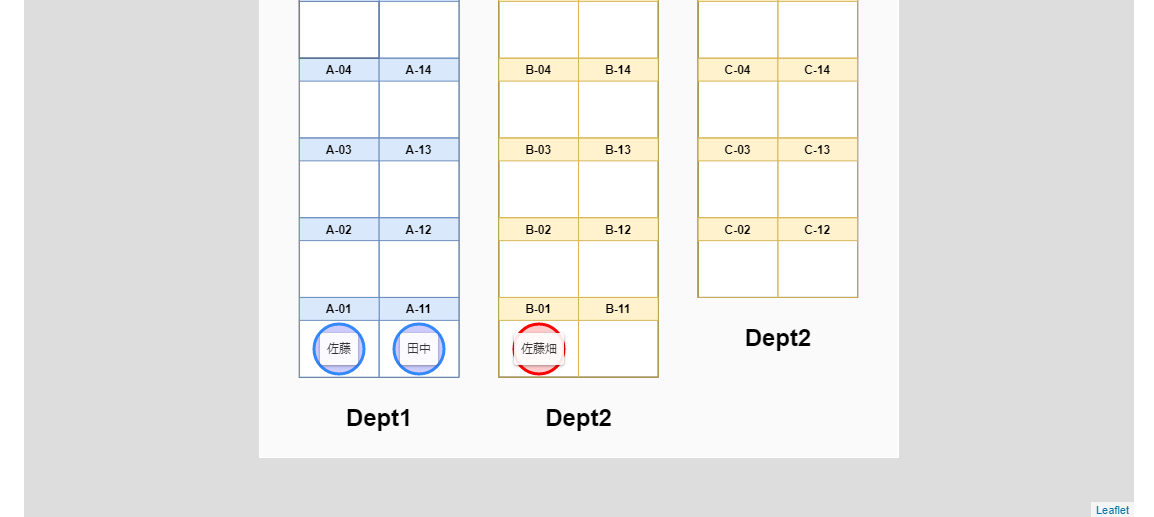 A-04 A-14 B-04 B-14 C-04 C-14
A-03 A-13 B-03 B-13 C-03 C-13
A-02 A-12 B-02 B-12 C-02 C-12
A-01 A-11 B-01 B-11
佐藤 田中 佐藤畑
Dept2
Dept1 Dept2
Leaflet